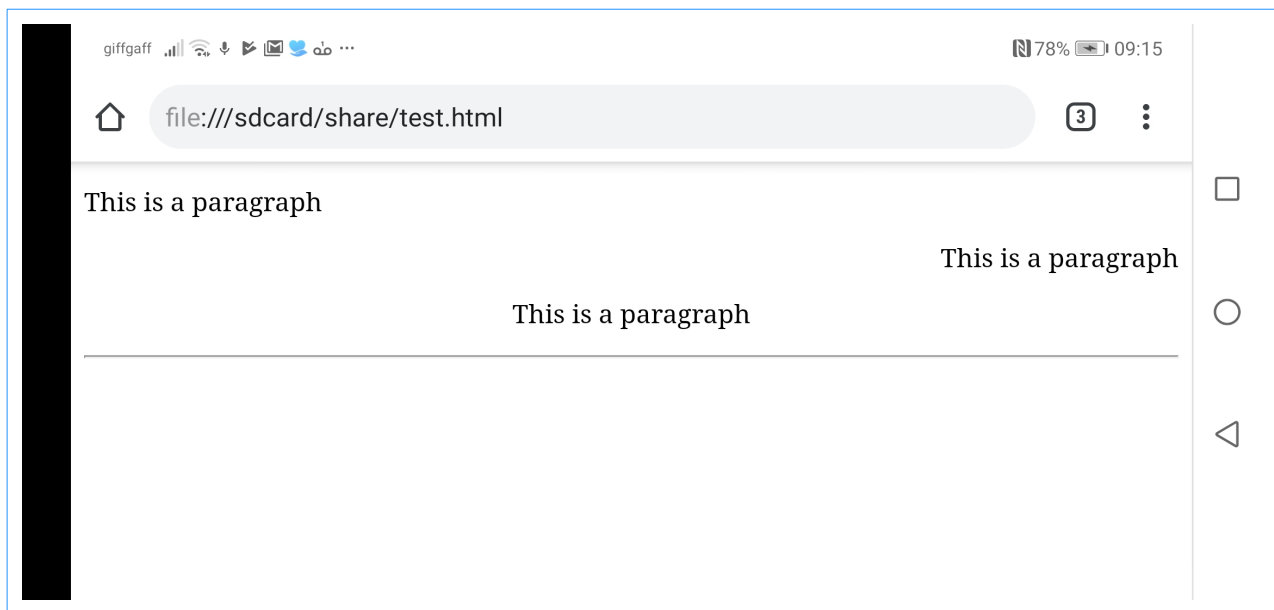 giffgaff 78% 09:15
file:///sdcard/share/test.html 3
This is a paragraph
This is a paragraph
This is a paragraph